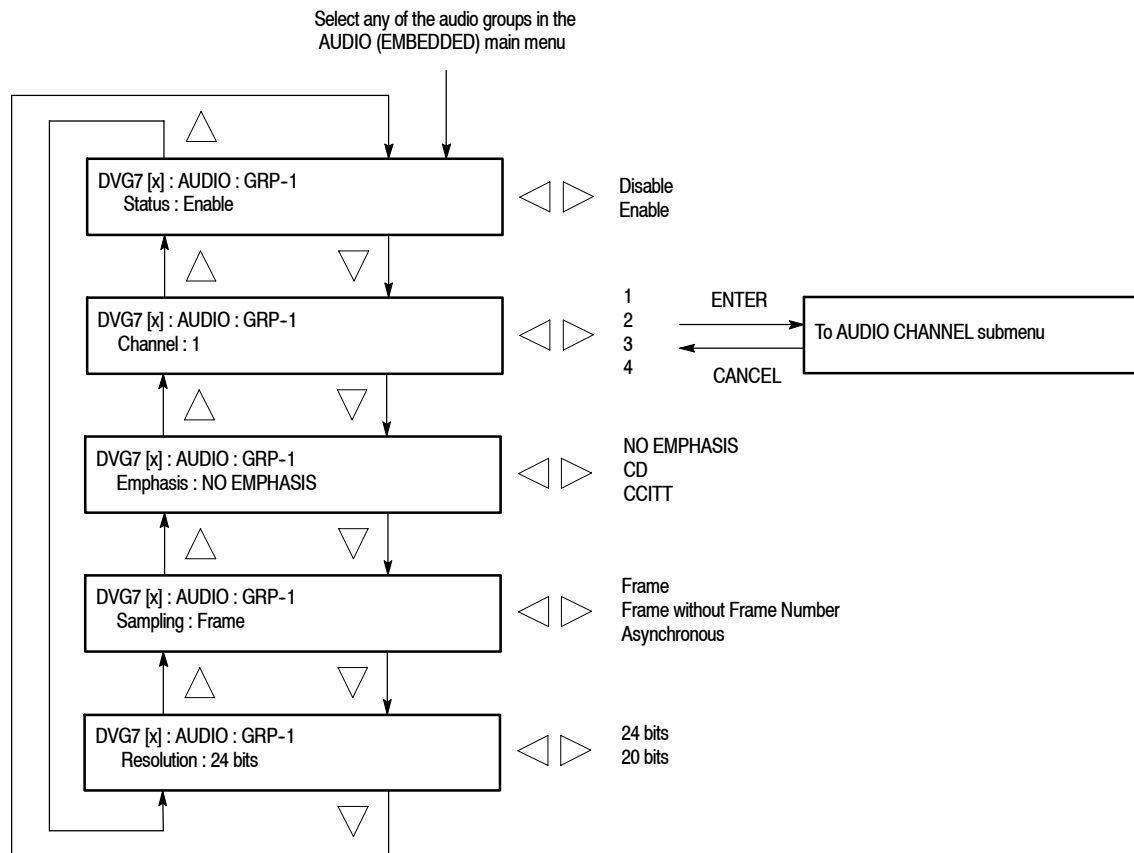 Select any of the audio groups in the
AUDIO (EMBEDDED) main menu
DVG7 [x] : AUDIO : GRP-1
Status : Enable
Disable
Enable
DVG7 [x] : AUDIO : GRP-1
Channel : 1
1
2
3
4
ENTER
CANCEL
To AUDIO CHANNEL submenu
DVG7 [x] : AUDIO : GRP-1
Emphasis : NO EMPHASIS
NO EMPHASIS
CD
CCITT
DVG7 [x] : AUDIO : GRP-1
Sampling : Frame
Frame
Frame without Frame Number
Asynchronous
DVG7 [x] : AUDIO : GRP-1
Resolution : 24 bits
24 bits
20 bits